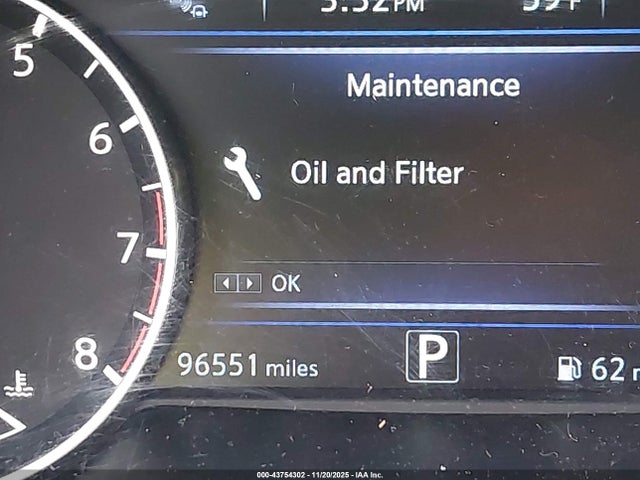 PM
5
Maintenance
6
Oil and Filter
7
OK
8
96551 miles
P
62
000-43754302 - 11/20/2025 - IAA Inc.